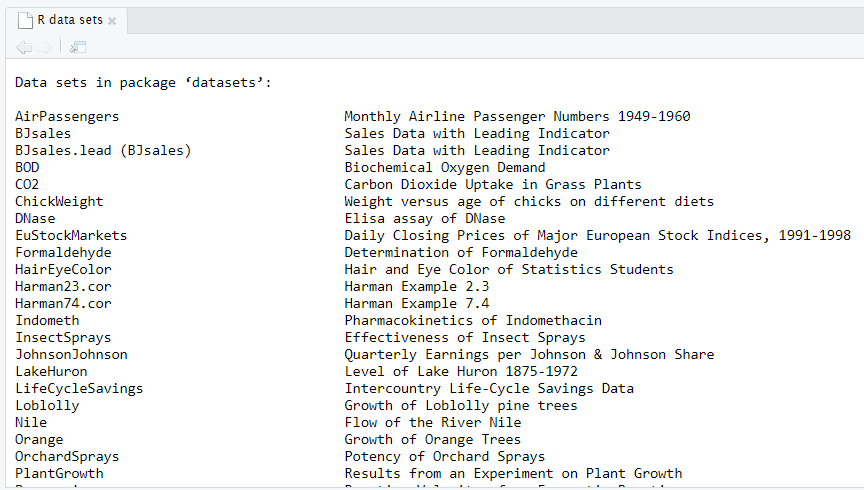 R data sets
Data sets in package ‘datasets’:
AirPassengers Monthly Airline Passenger Numbers 1949-1960
BJsales Sales Data with Leading Indicator
BJsales.lead (BJsales) Sales Data with Leading Indicator
BOD Biochemical Oxygen Demand
CO2 Carbon Dioxide Uptake in Grass Plants
ChickWeight Weight versus age of chicks on different diets
DNase Elisa assay of DNase
EuStockMarkets Daily Closing Prices of Major European Stock Indices, 1991-1998
Formaldehyde Determination of Formaldehyde
HairEyeColor Hair and Eye Color of Statistics Students
Harman23.cor Harman Example 2.3
Harman74.cor Harman Example 7.4
Indometh Pharmacokinetics of Indomethacin
InsectSprays Effectiveness of Insect Sprays
JohnsonJohnson Quarterly Earnings per Johnson & Johnson Share
LakeHuron Level of Lake Huron 1875-1972
LifeCycleSavings Intercountry Life-Cycle Savings Data
Loblolly Growth of Loblolly pine trees
Nile Flow of the River Nile
Orange Growth of Orange Trees
OrchardSprays Potency of Orchard Sprays
PlantGrowth Results from an Experiment on Plant Growth